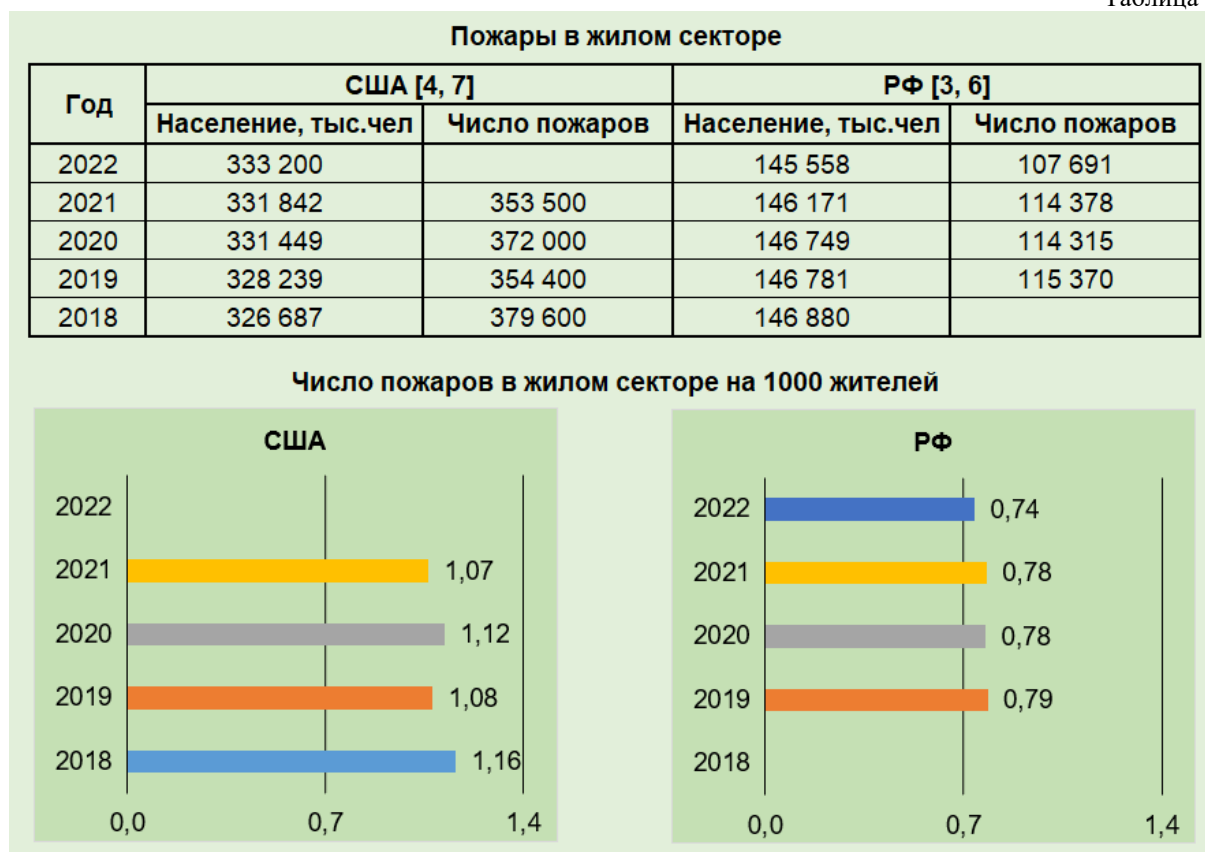 Таблица
Пожары в жилом секторе
Год США [4, 7] РФ [3, 6]
Население, тыс.чел Число пожаров Население, тыс.чел Число пожаров
2022 333 200 145 558 107 691
2021 331 842 353 500 146 171 114 378
2020 331 449 372 000 146 749 114 315
2019 328 239 354 400 146 781 115 370
2018 326 687 379 600 146 880
Число пожаров в жилом секторе на 1000 жителей
США
2022
2021 1,07
2020 1,12
2019 1,08
2018 1,16
0,0 0,7 1,4
РФ
2022 0,74
2021 0,78
2020 0,78
2019 0,79
2018
0,0 0,7 1,4